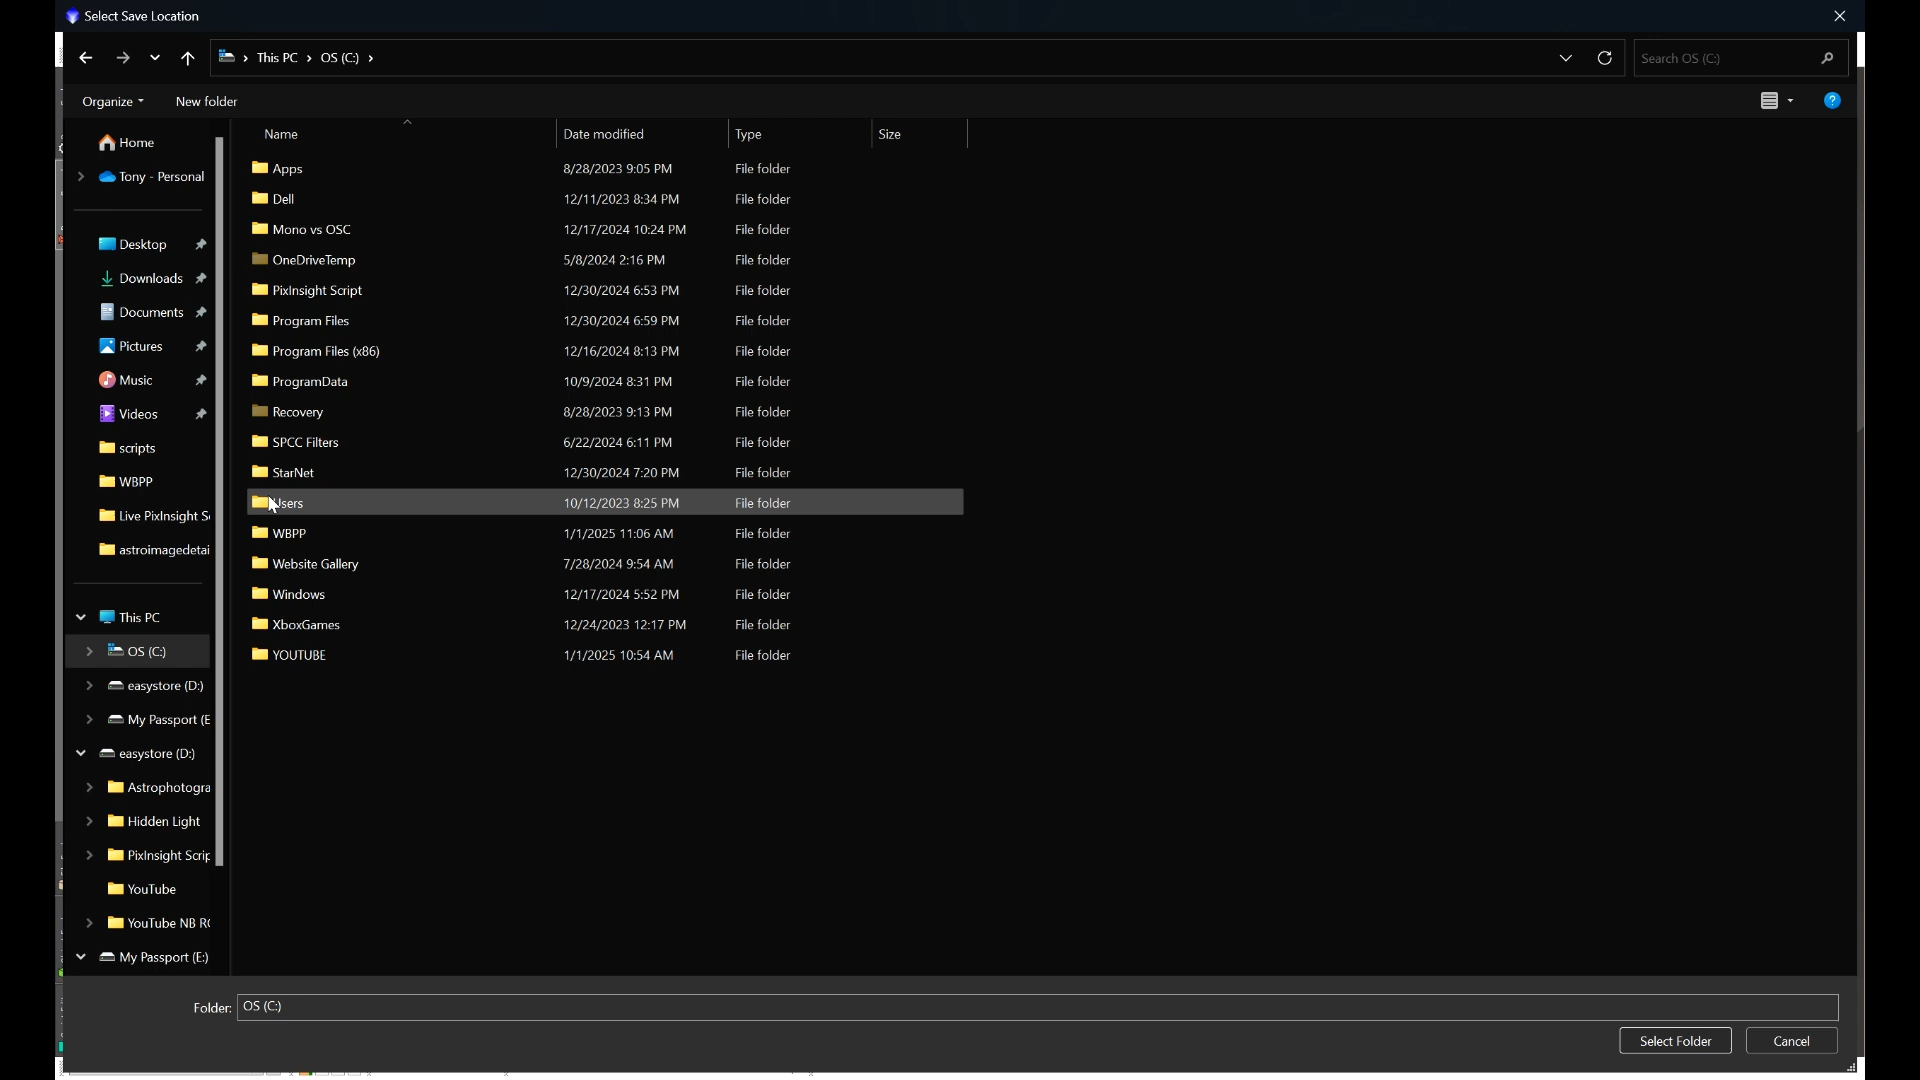 Select Save Location
This PC > OS (C:) >
Search OS (C:)
Organize
New folder
Name Date modified Type Size
Home
Tony - Personal
Desktop
Downloads
Documents
Pictures
Music
Videos
scripts
WBPP
Live PixInsight S
astroimagedetai
This PC
OS (C:)
easystore (D:)
My Passport (E
easystore (D:)
Astrophotogra
Hidden Light
PixInsight Scrip
YouTube
YouTube NB R
My Passport (E:)
Apps 8/28/2023 9:05 PM File folder
Dell 12/11/2023 8:34 PM File folder
Mono vs OSC 12/17/2024 10:24 PM File folder
OneDriveTemp 5/8/2024 2:16 PM File folder
PixInsight Script 12/30/2024 6:53 PM File folder
Program Files 12/30/2024 6:59 PM File folder
Program Files (x86) 12/16/2024 8:13 PM File folder
ProgramData 10/9/2024 8:31 PM File folder
Recovery 8/28/2023 9:13 PM File folder
SPCC Filters 6/22/2024 6:11 PM File folder
StarNet 12/30/2024 7:20 PM File folder
Users 10/12/2023 8:25 PM File folder
WBPP 1/1/2025 11:06 AM File folder
Website Gallery 7/28/2024 9:54 AM File folder
Windows 12/17/2024 5:52 PM File folder
XboxGames 12/24/2023 12:17 PM File folder
YOUTUBE 1/1/2025 10:54 AM File folder
Folder: OS (C:)
Select Folder
Cancel